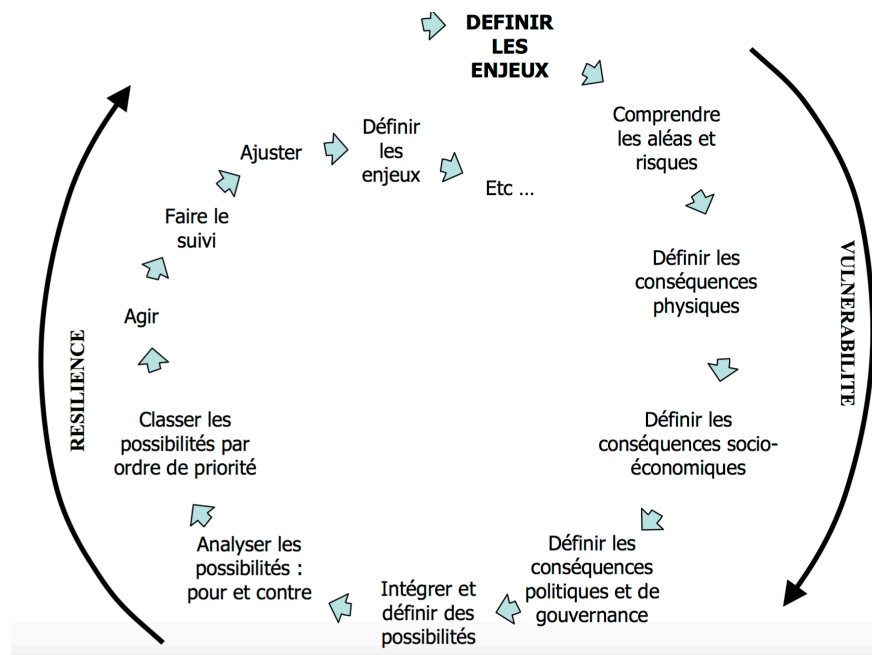 DEFINIR
LES
ENJEUX
Comprendre
les aléas et
risques
Définir les
conséquences
physiques
Définir les
conséquences socio-
économiques
Définir les
conséquences
politiques et de
gouvernance
Intégrer et
définir des
possibilités
Analyser les
possibilités :
pour et contre
Classer les
possibilités par
ordre de priorité
Agir
Faire le
suivi
Ajuster
Définir
les
enjeux
Etc ...
VULNERABILITE
RESILIENCE